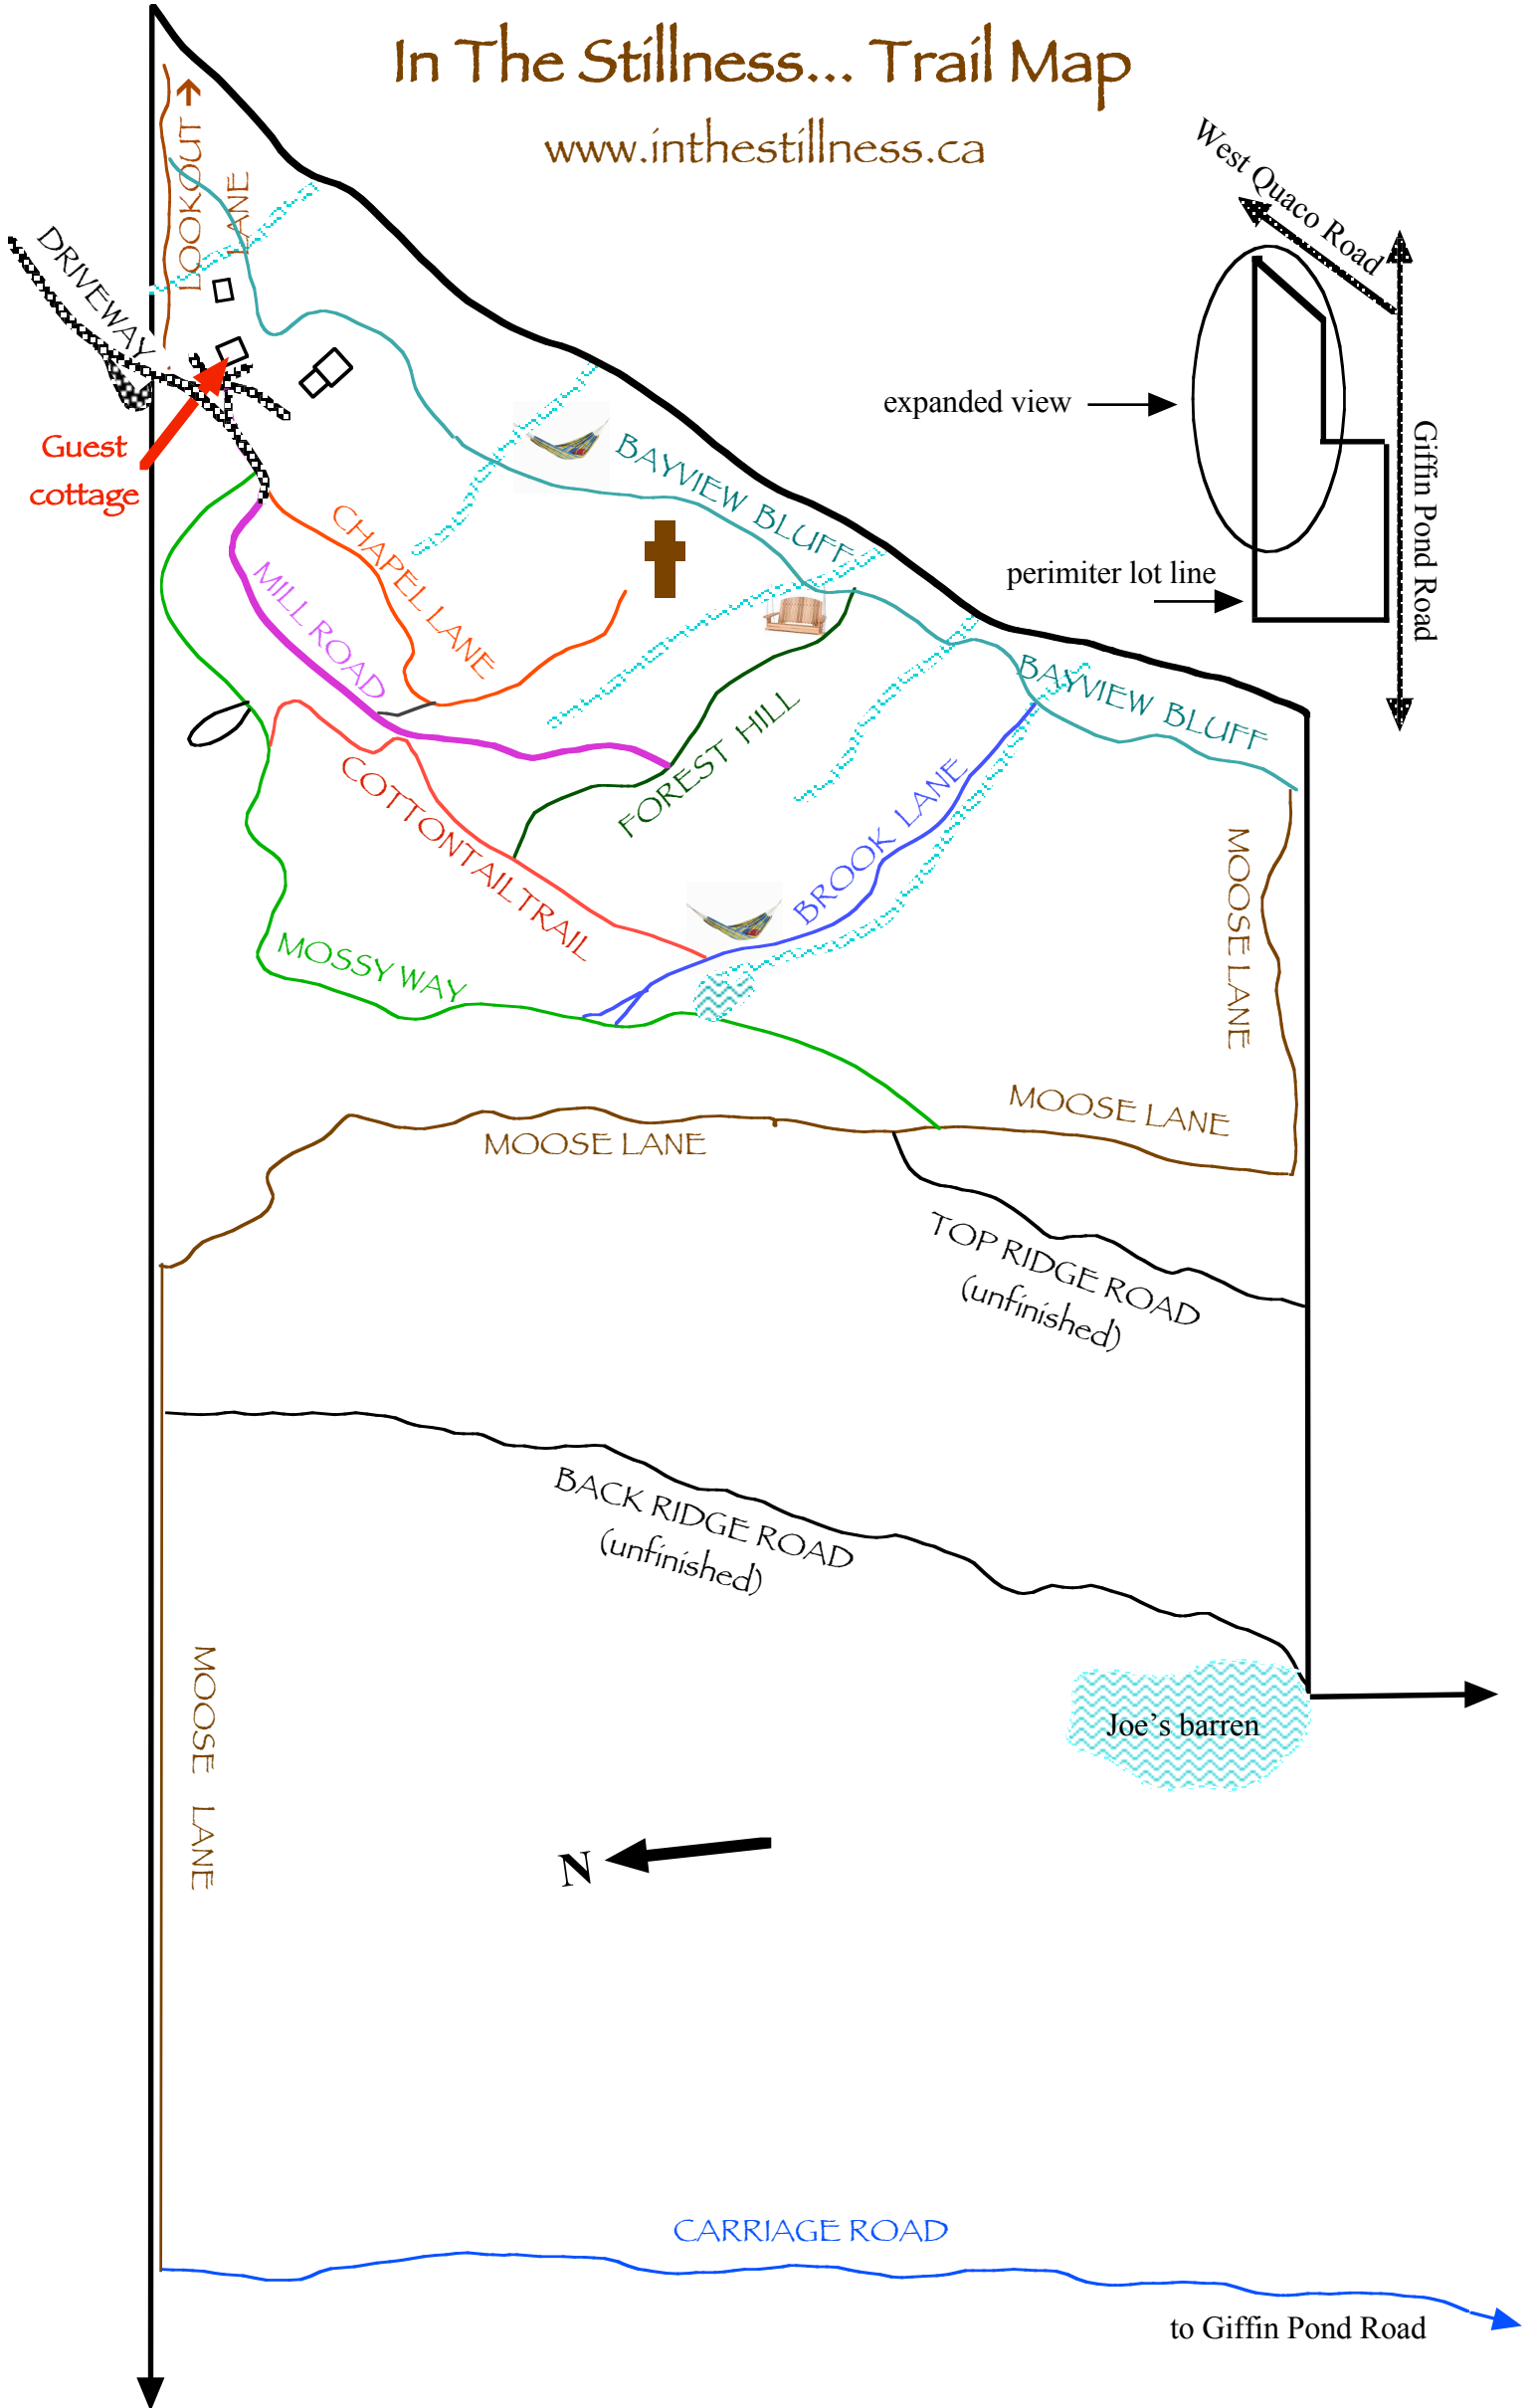 In The Stillness... Trail Map
www.inthestillness.ca
West Quaco Road
LOOKOUT
LANE
DRIVEWAY
expanded view
Giffin Pond Road
Guest
cottage
BAYVIEW BLUFF
CHAPEL LANE
MILL ROAD
perimiter lot line
BAYVIEW BLUFF
FOREST HILL
COTTONTAIL TRAIL
BROOK LANE
MOOSE LANE
MOSSY WAY
MOOSE LANE
MOOSE LANE
TOP RIDGE ROAD
(unfinished)
BACK RIDGE ROAD
(unfinished)
MOOSE LANE
Joe's barren
N
CARRIAGE ROAD
to Giffin Pond Road